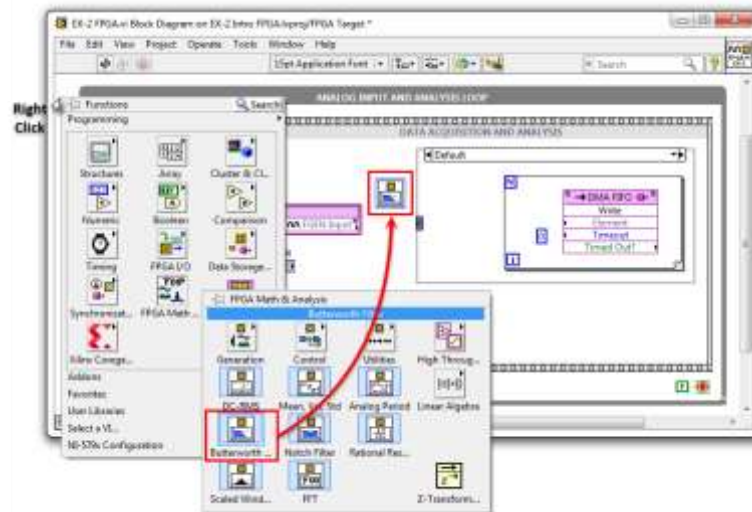 EX-2 FPGA.vi Block Diagram on EX-2 Intro FPGA.lvproj/FPGA Target *
File Edit View Project Operate Tools Window Help
15pt Application Font
Search
Right
Click
Functions
Search
Programming
ANALOG INPUT AND ANALYSIS LOOP
DATA ACQUISITION AND ANALYSIS
Default
Structures Array Cluster & Cl...
Numeric Boolean Comparison
Timing FPGA I/O Data Storage...
Synchronizat... FPGA Math...
DMA FIFO
Write
Element
Timeout
Timed Out?
Addons
Favorites
User Libraries
Select a VI...
NI-579x Configuration
FPGA Math & Analysis
Butterworth Filter
Generation Control Utilities High Throug...
DC-RMS Mean, Var, Std Analog Period Linear Algebra
Butterworth ... Notch Filter Rational Res...
Scaled Wind... FFT Z-Transform...